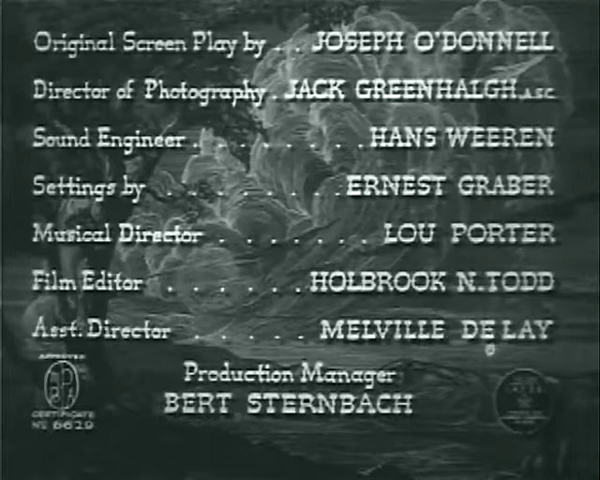 Original Screen Play by . . JOSEPH O'DONNELL
Director of Photography . JACK GREENHALGH, A.S.C.
Sound Engineer . . . . . . . HANS WEEREN
Settings by . . . . . . . ERNEST GRABER
Musical Director . . . . . . . LOU PORTER
Film Editor . . . . . . HOLBROOK N. TODD
Asst. Director . . . . . MELVILLE DE LAY
Production Manager
BERT STERNBACH
APPROVED
CERTIFICATE
Nº 6629